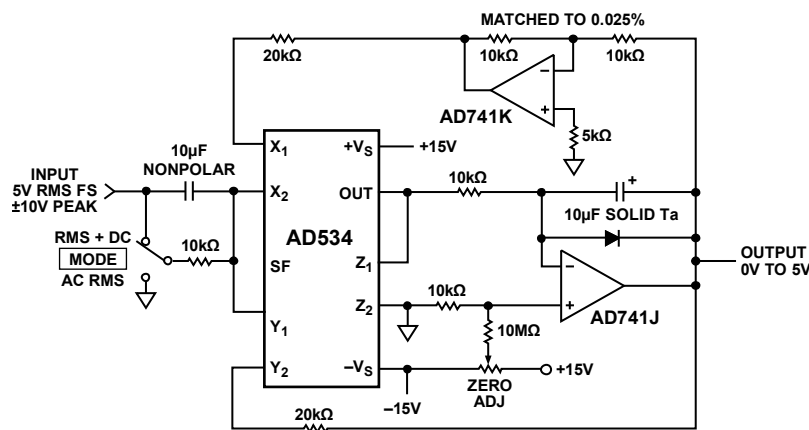 MATCHED TO 0.025%
20kΩ
10kΩ
10kΩ
AD741K
–
+
5kΩ
INPUT
5V RMS FS
±10V PEAK
10µF
NONPOLAR
X1
+VS
+15V
X2
OUT
10kΩ
+
10µF SOLID Ta
AD534
RMS + DC
MODE
AC RMS
10kΩ
SF
Z1
–
+
AD741J
OUTPUT
0V TO 5V
Z2
10kΩ
10MΩ
Y1
Y2
–VS
–15V
+15V
ZERO
ADJ
20kΩ